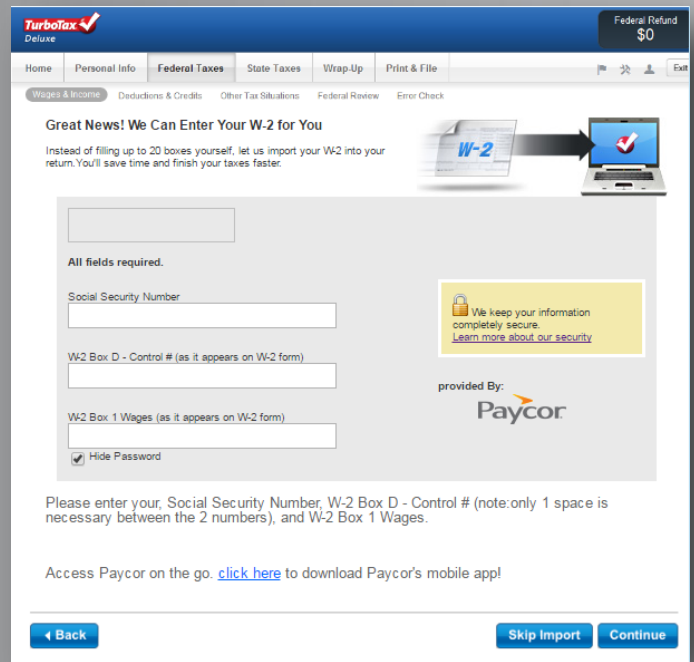 TurboTax
Deluxe
Federal Refund
$0
Home Personal Info Federal Taxes State Taxes Wrap-Up Print & File Exit
Wages & Income Deductions & Credits Other Tax Situations Federal Review Error Check
Great News! We Can Enter Your W-2 for You
Instead of filling up to 20 boxes yourself, let us import your W-2 into your
return. You'll save time and finish your taxes faster.
W-2
All fields required.
Social Security Number
We keep your information
completely secure.
Learn more about our security
W-2 Box D - Control # (as it appears on W-2 form)
provided By:
Paycor
W-2 Box 1 Wages (as it appears on W-2 form)
Hide Password
Please enter your, Social Security Number, W-2 Box D - Control # (note:only 1 space is
necessary between the 2 numbers), and W-2 Box 1 Wages.
Access Paycor on the go. click here to download Paycor's mobile app!
Back Skip Import Continue